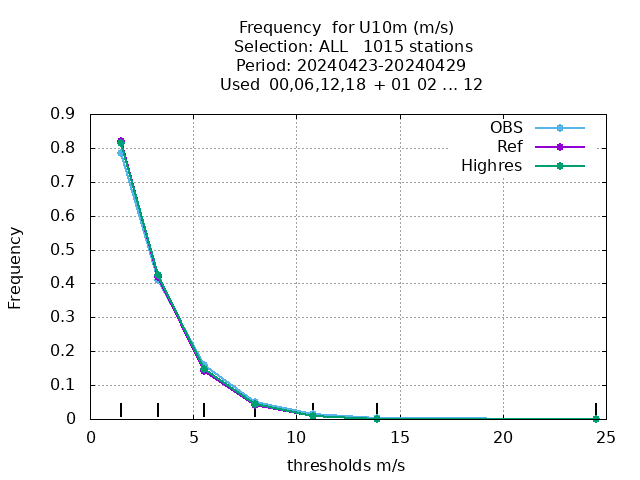 Frequency for U10m (m/s)
Selection: ALL 1015 stations
Period: 20240423-20240429
Used 00,06,12,18 + 01 02 ... 12
OBS
Ref
Highres
Frequency
0.9
0.8
0.7
0.6
0.5
0.4
0.3
0.2
0.1
0
0 5 10 15 20 25
thresholds m/s